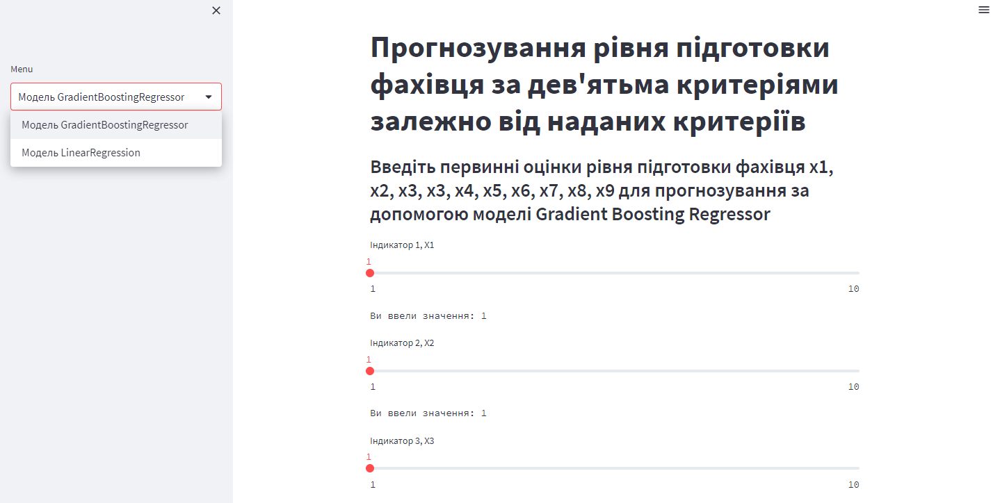 Menu
Модель GradientBoostingRegressor
Модель GradientBoostingRegressor
Модель LinearRegression
Прогнозування рівня підготовки
фахівця за дев'ятьма критеріями
залежно від наданих критеріїв
Введіть первинні оцінки рівня підготовки фахівця x1,
x2, x3, x3, x4, x5, x6, x7, x8, x9 для прогнозування за
допомогою моделі Gradient Boosting Regressor
Індикатор 1, X1
1
1 10
Ви ввели значення: 1
Індикатор 2, X2
1
1 10
Ви ввели значення: 1
Індикатор 3, X3
1
1 10